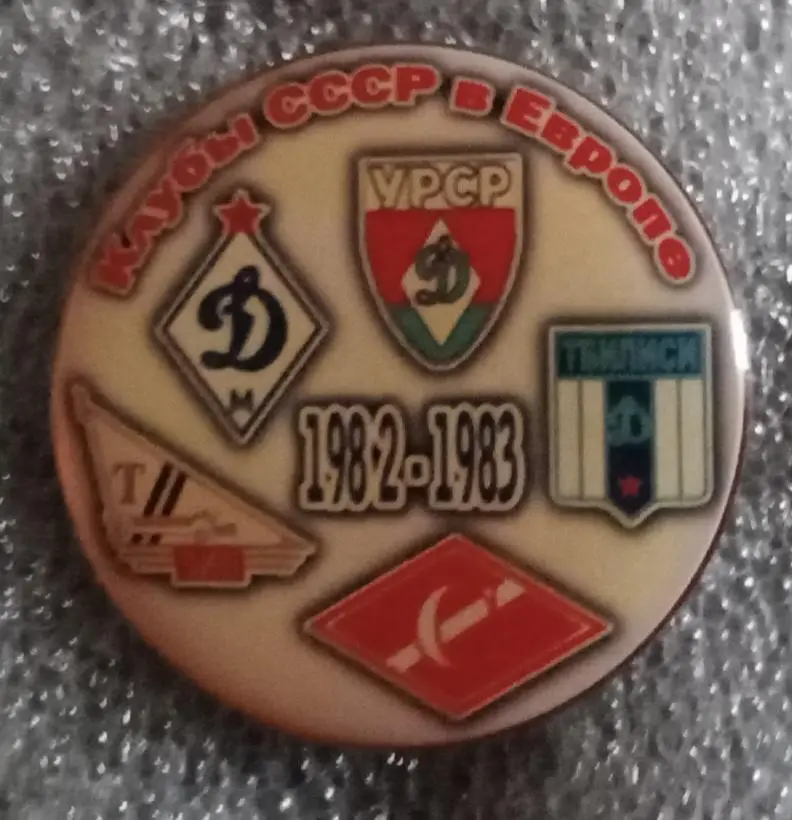 Клубы СССР в Европе
УРСР
Д
Д
М
ТБИЛИСИ
Д
1982-1983
Т
С